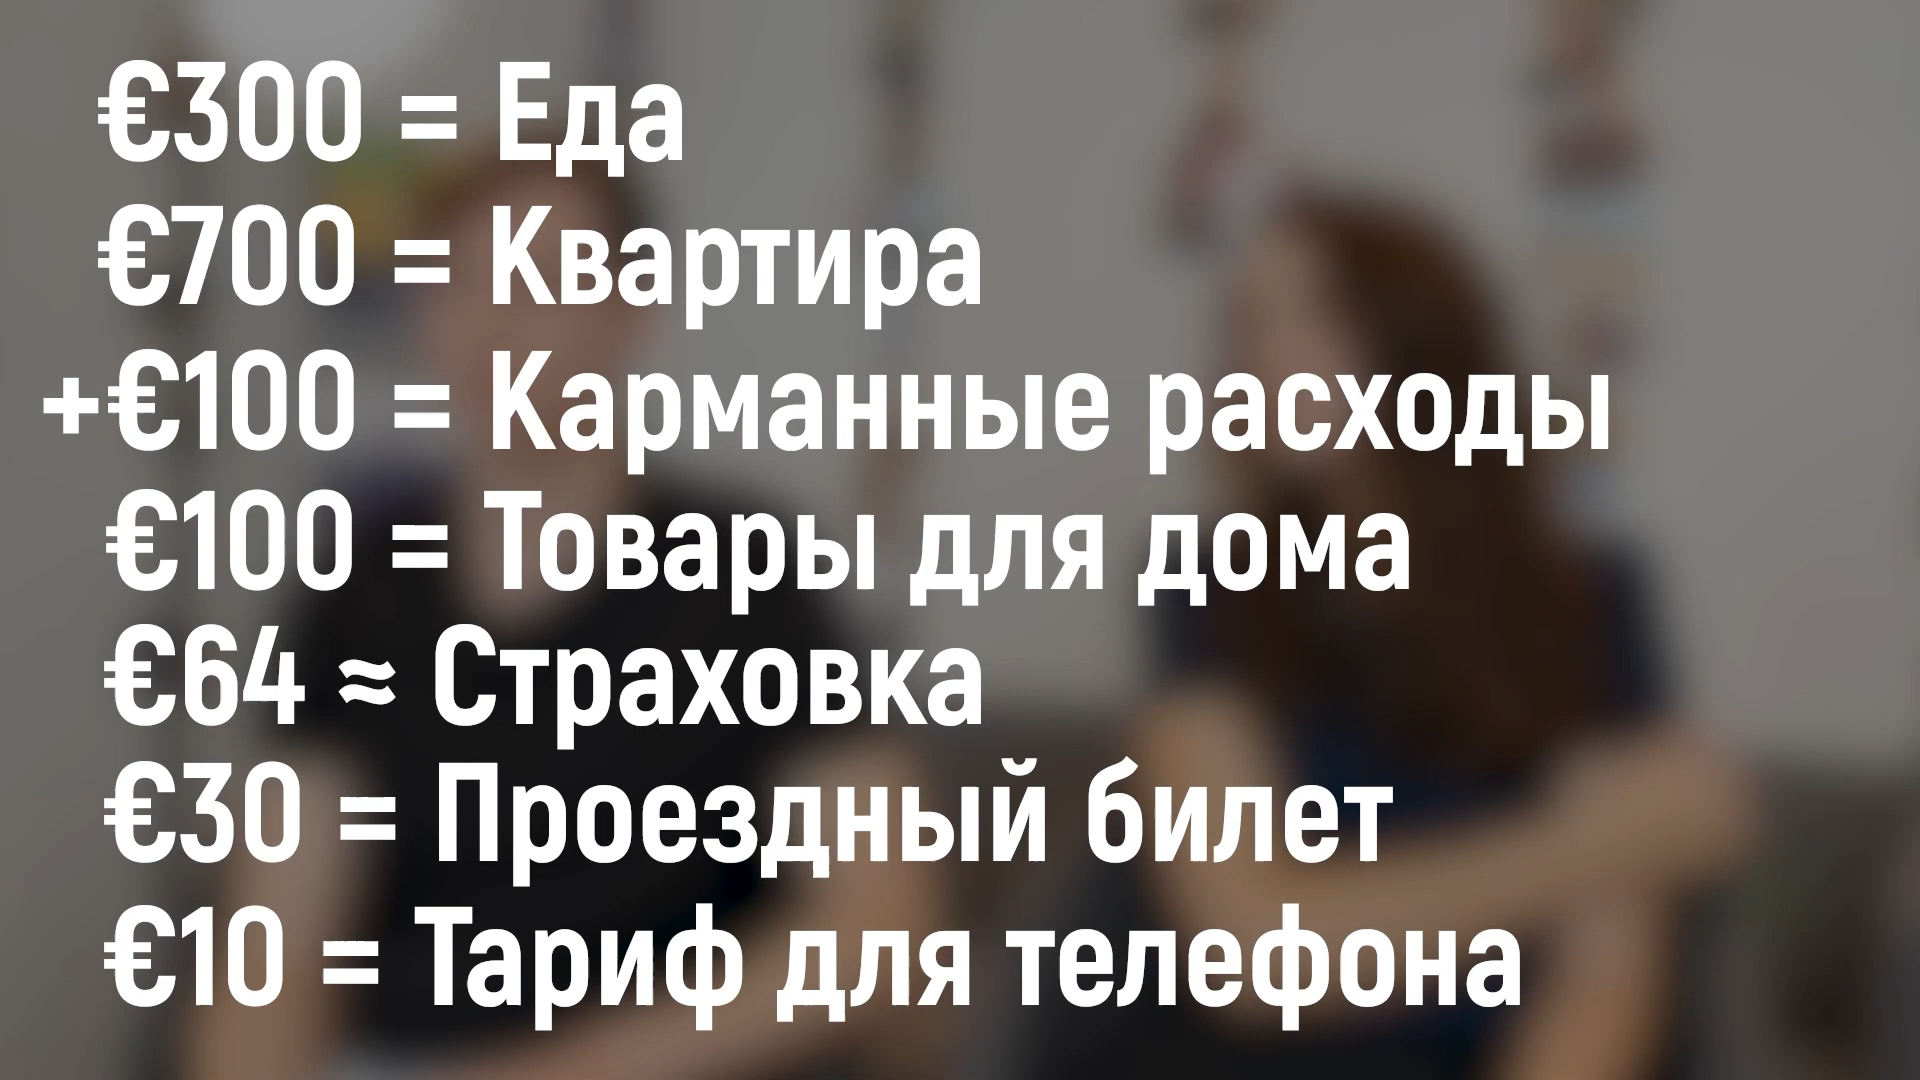 €300 = Еда
€700 = Квартира
+€100 = Карманные расходы
€100 = Товары для дома
€64 ≈ Страховка
€30 = Проездный билет
€10 = Тариф для телефона